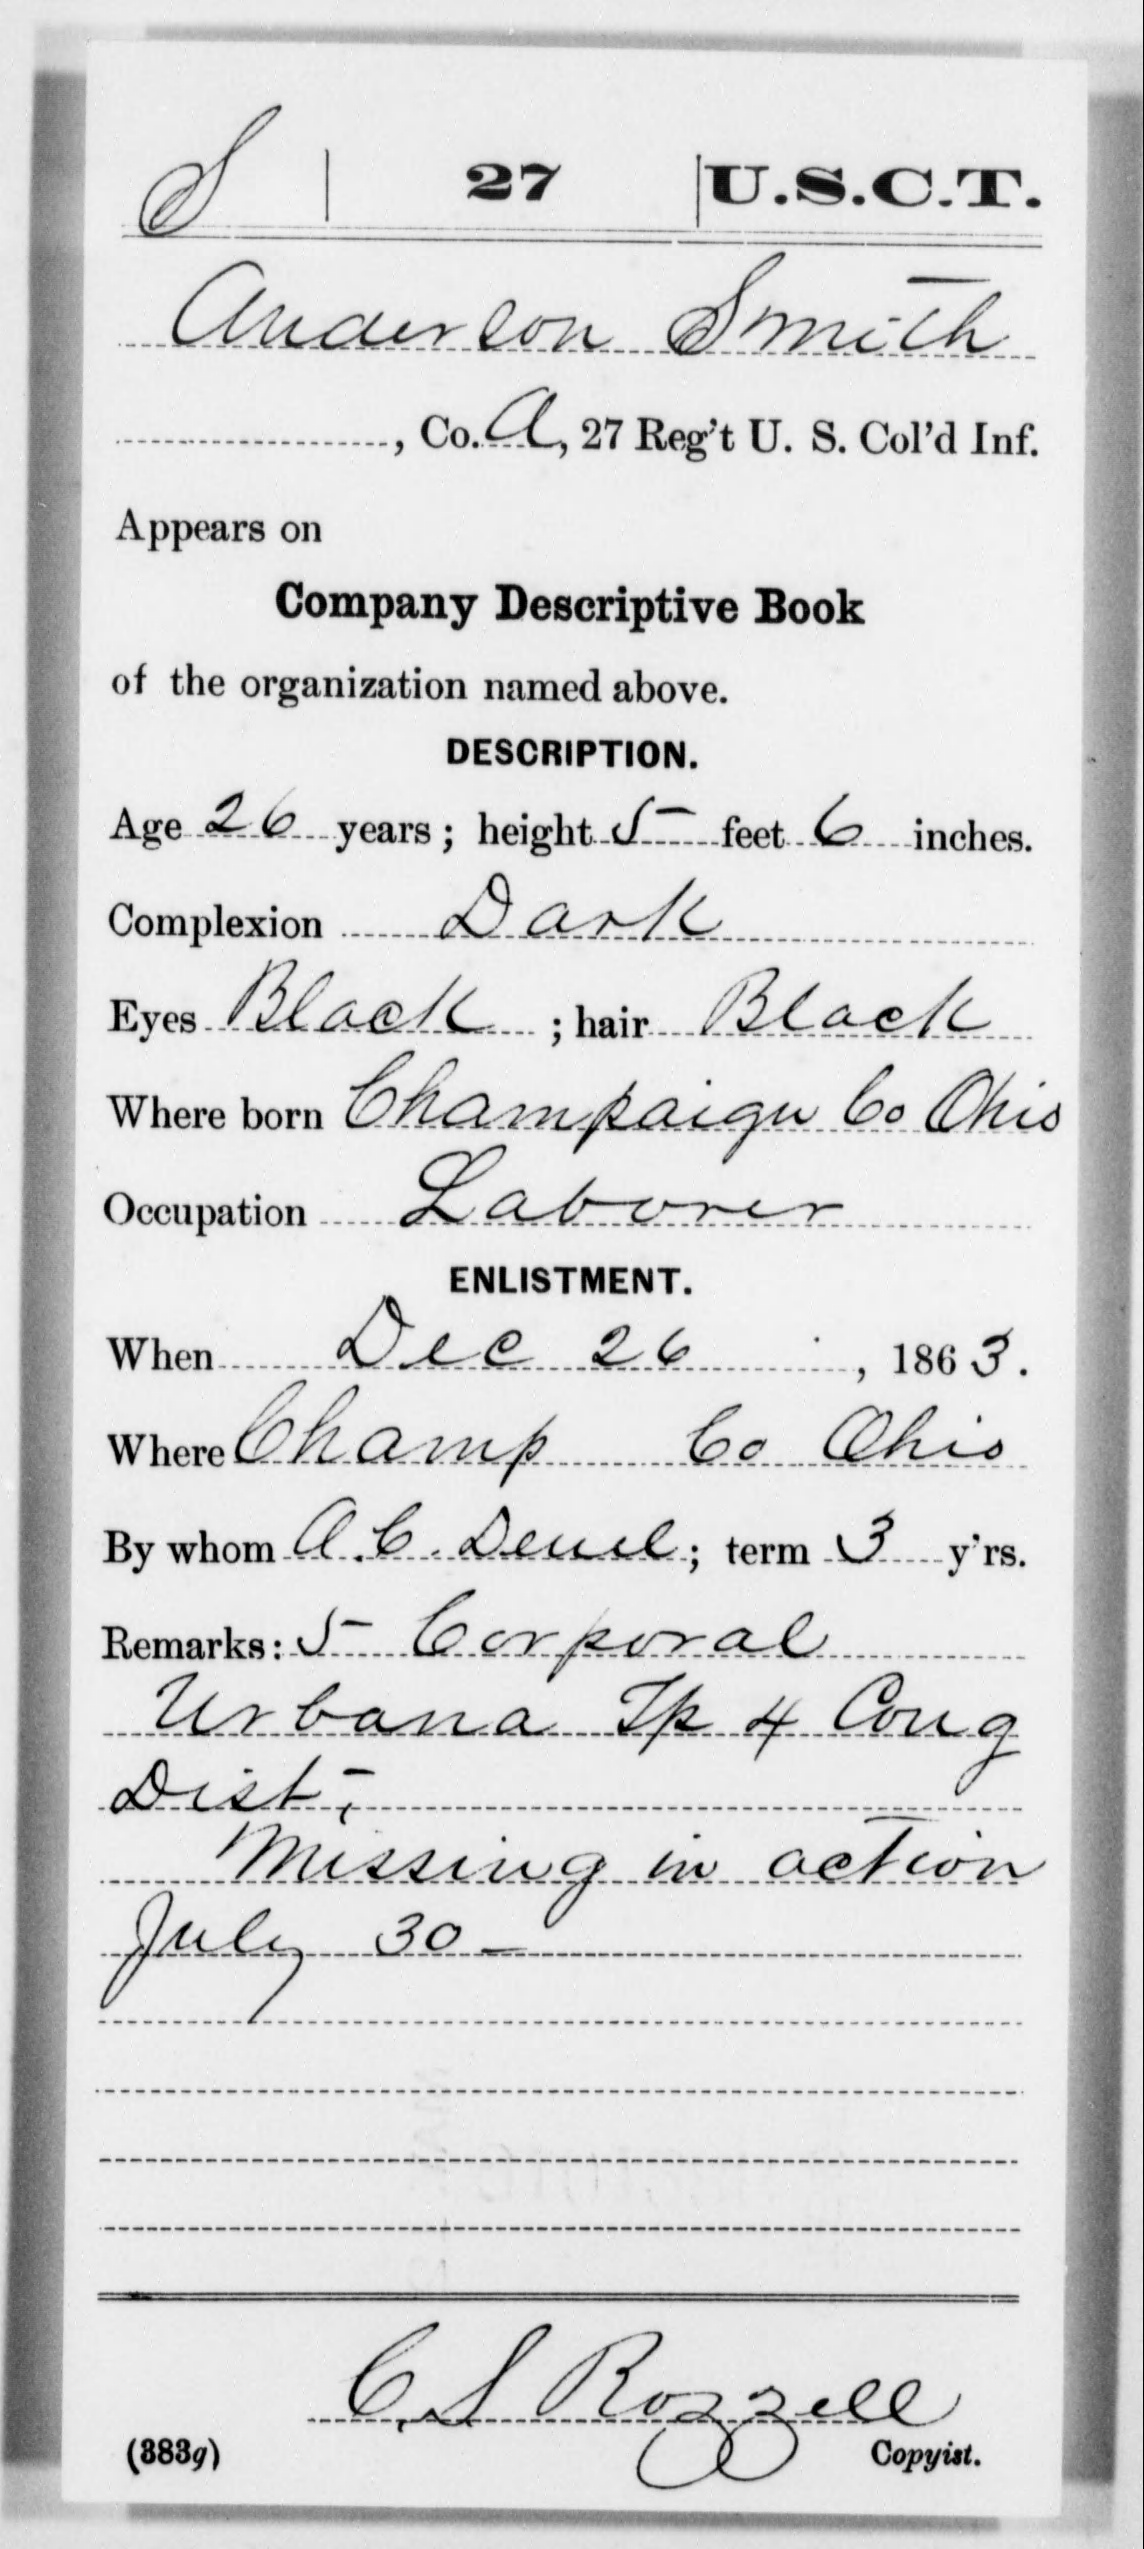 S | 27 | U.S.C.T.
Anderson Smith
, Co. A, 27 Reg't U. S. Col'd Inf.
Appears on
Company Descriptive Book
of the organization named above.
DESCRIPTION.
Age 26 years; height 5 feet 6 inches.
Complexion Dark
Eyes Black ; hair Black
Where born Champaign Co Ohio
Occupation Laborer
ENLISTMENT.
When Dec 26 , 1863.
Where Champ Co Ohio
By whom A. C. Deuel; term 3 y'rs.
Remarks: 5 Corporal
Urbana Tp 4 Cong
Dist,
Missing in action
July 30 -
C. S Rozzell
(383g) Copyist.